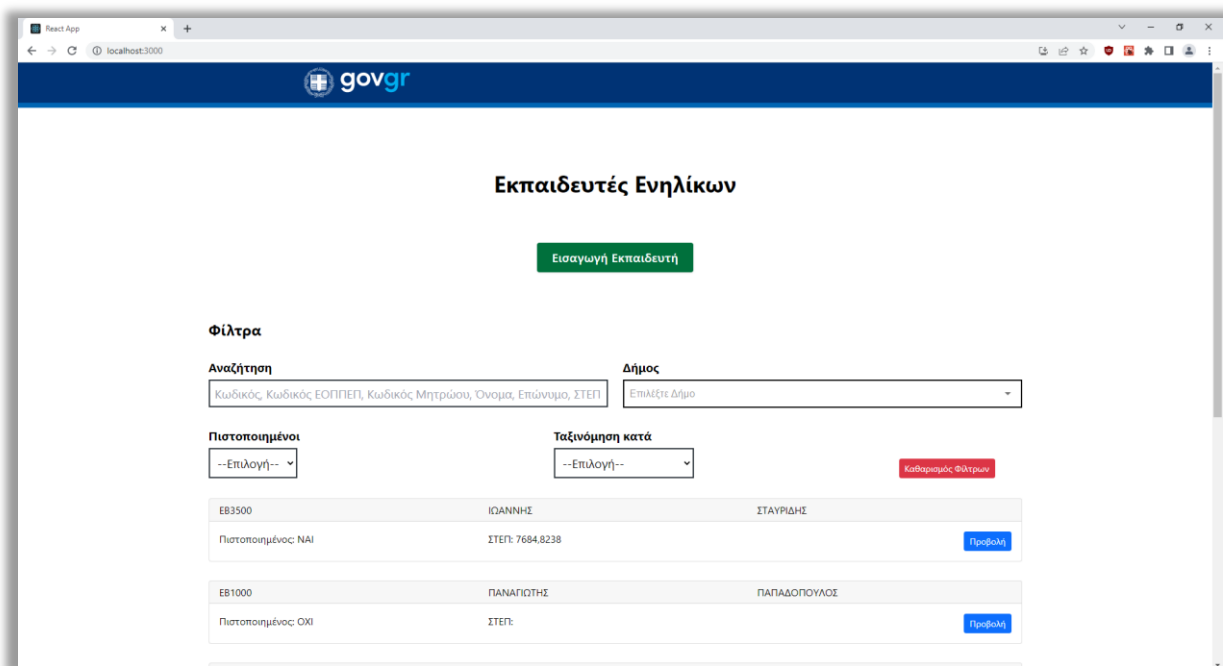 React App
localhost:3000
govgr
Εκπαιδευτές Ενηλίκων
Εισαγωγή Εκπαιδευτή
Φίλτρα
Αναζήτηση Δήμος
Κωδικός, Κωδικός ΕΟΠΠΕΠ, Κωδικός Μητρώου, Όνομα, Επώνυμο, ΣΤΕΠ Επιλέξτε Δήμο
Πιστοποιημένοι Ταξινόμηση κατά
--Επιλογή-- --Επιλογή-- Καθαρισμός Φίλτρων
EB3500 ΙΩΑΝΝΗΣ ΣΤΑΥΡΙΔΗΣ
Πιστοποιημένος: ΝΑΙ ΣΤΕΠ: 7684,8238 Προβολή
EB1000 ΠΑΝΑΓΙΩΤΗΣ ΠΑΠΑΔΟΠΟΥΛΟΣ
Πιστοποιημένος: ΟΧΙ ΣΤΕΠ: Προβολή